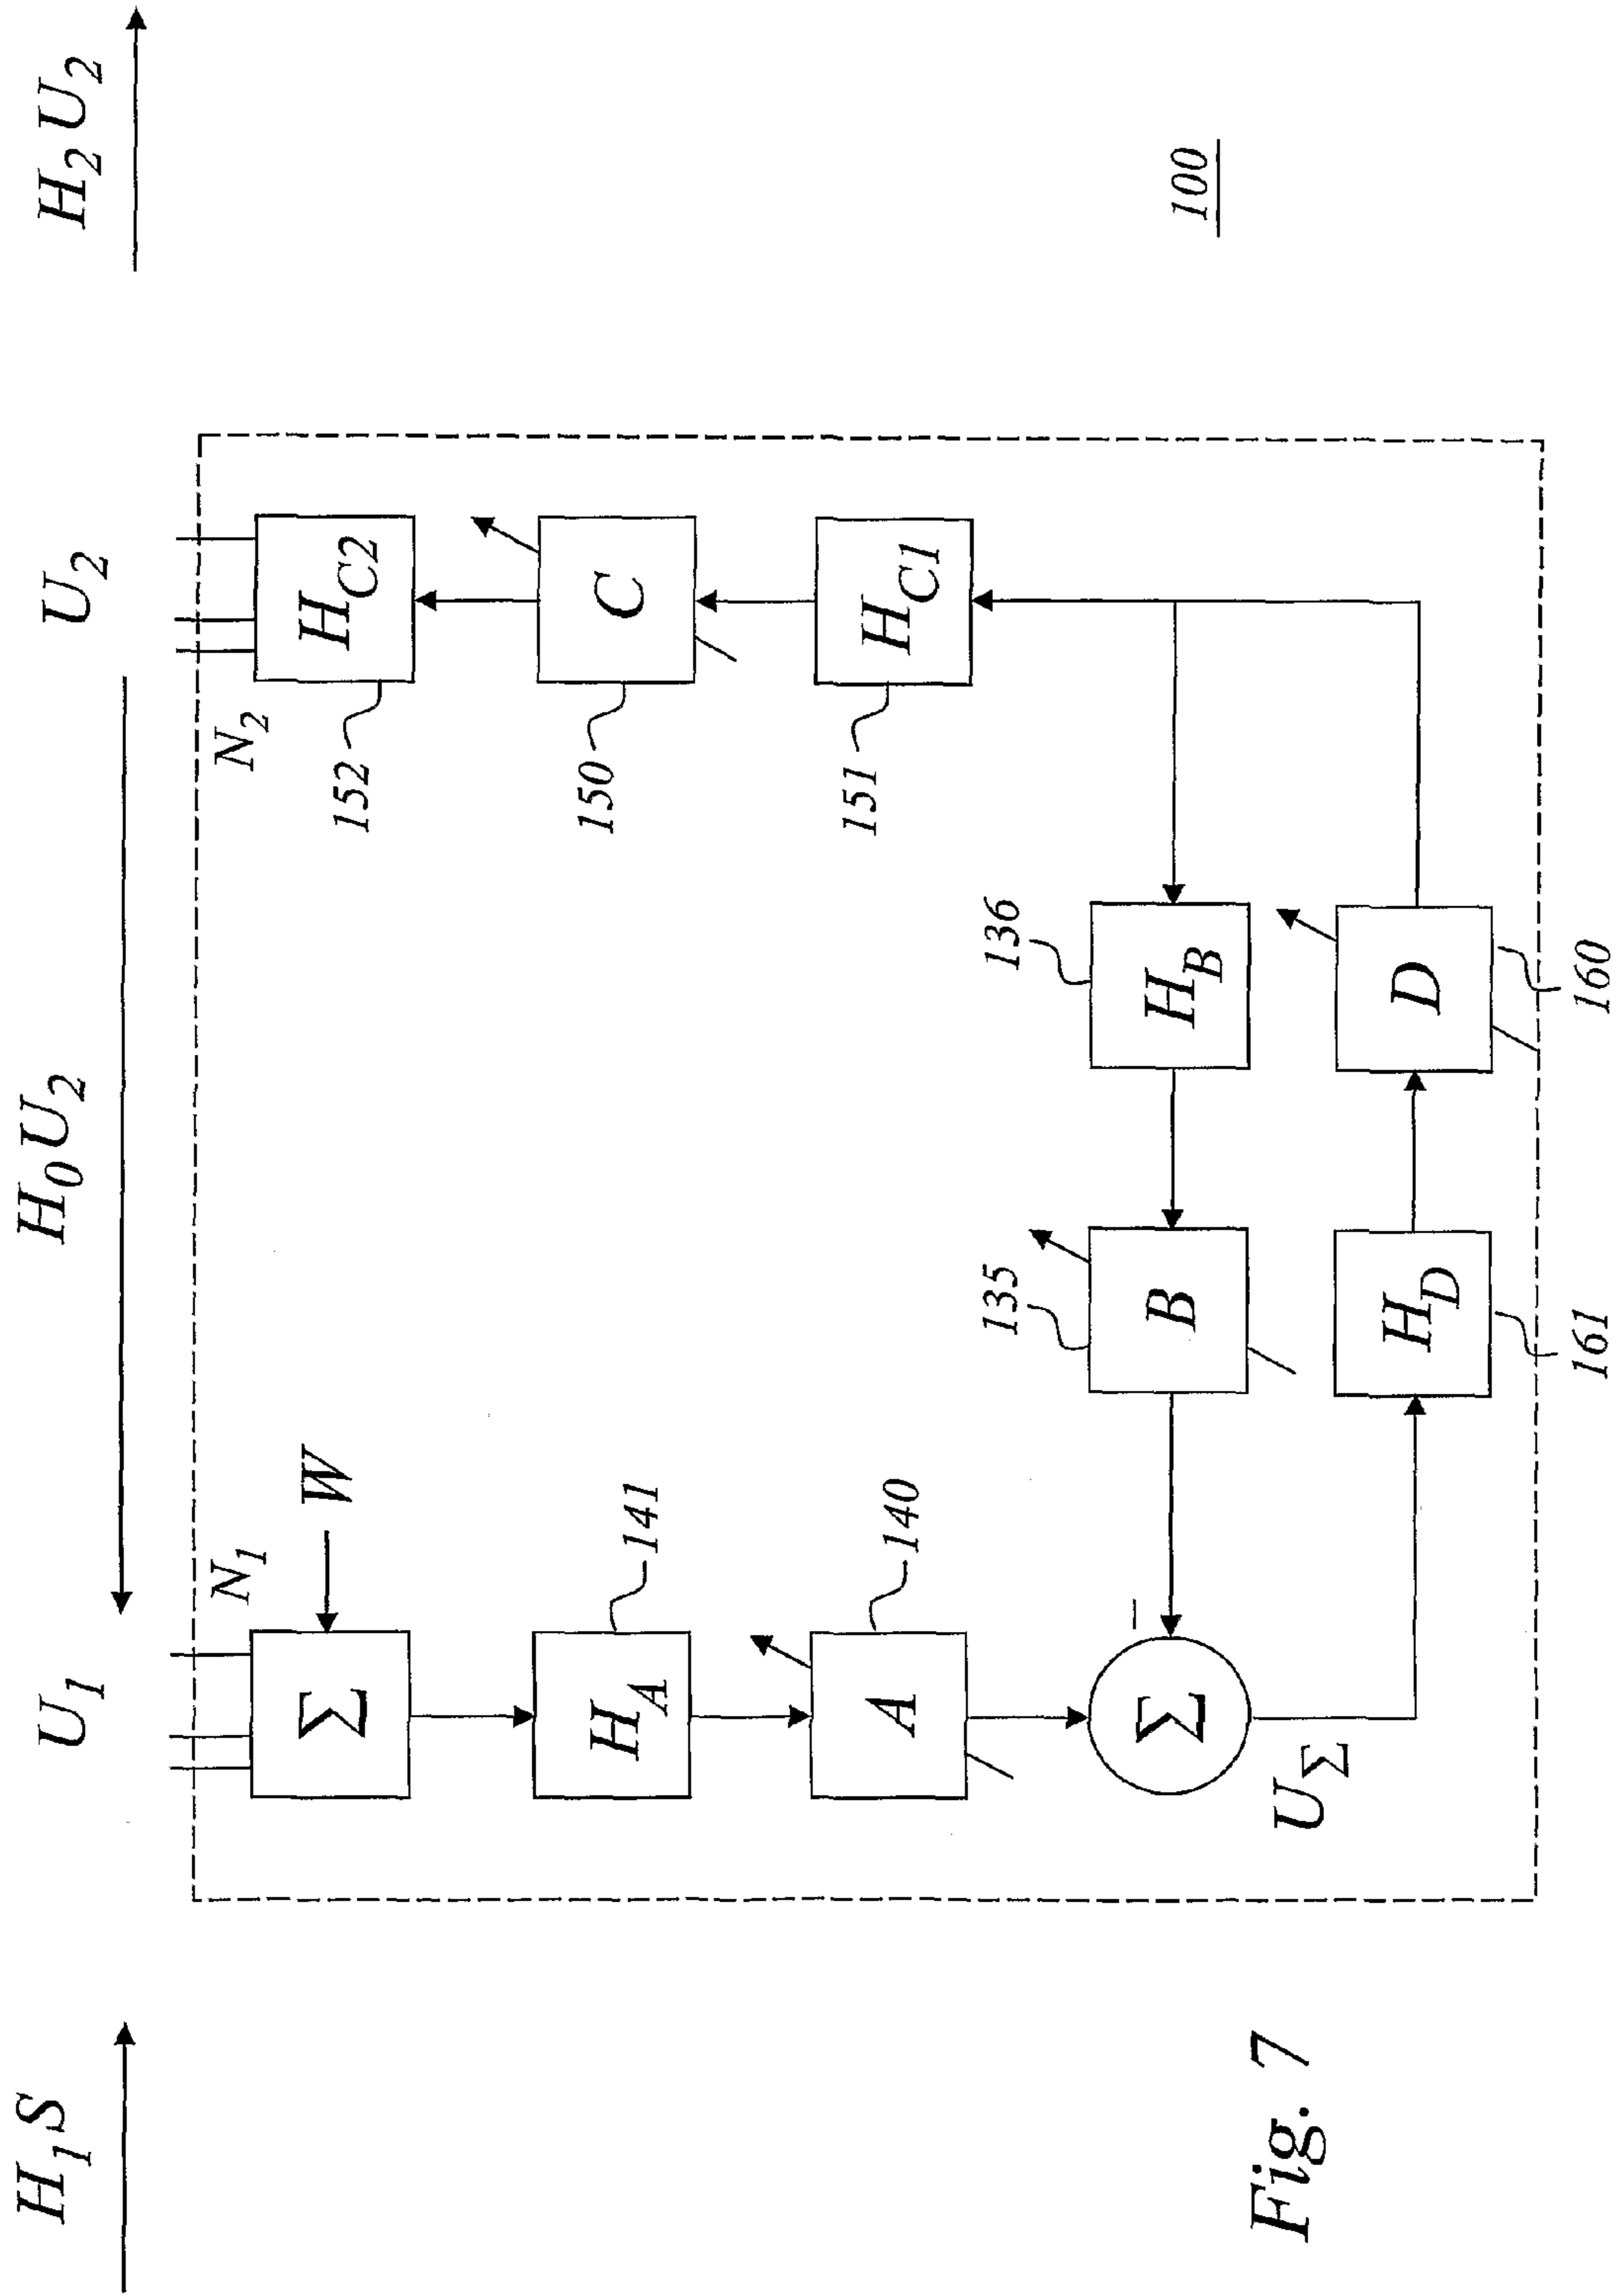 H₁S
H₀U₂
H₂U₂
U₁
U₂
N₁
N₂
Σ
W
H_C2
152
H_A
141
C
150
A
140
H_C1
151
Σ
−
B
135
H_B
136
U_Σ
H_D
161
D
160
100
Fig. 7